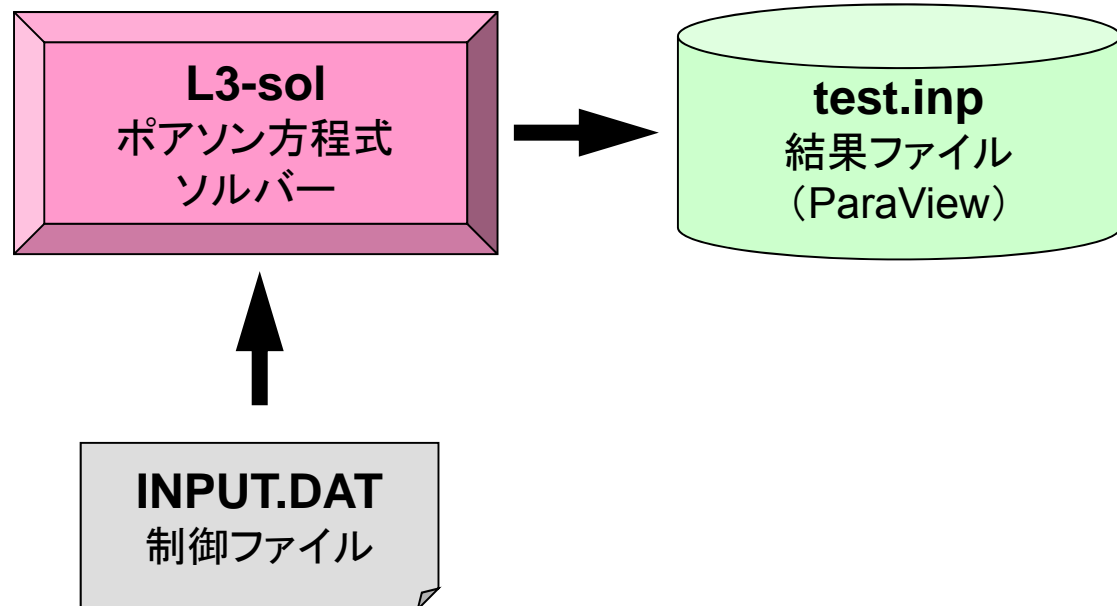 L3-sol
ポアソン方程式
ソルバー
test.inp
結果ファイル
（ParaView）
INPUT.DAT
制御ファイル